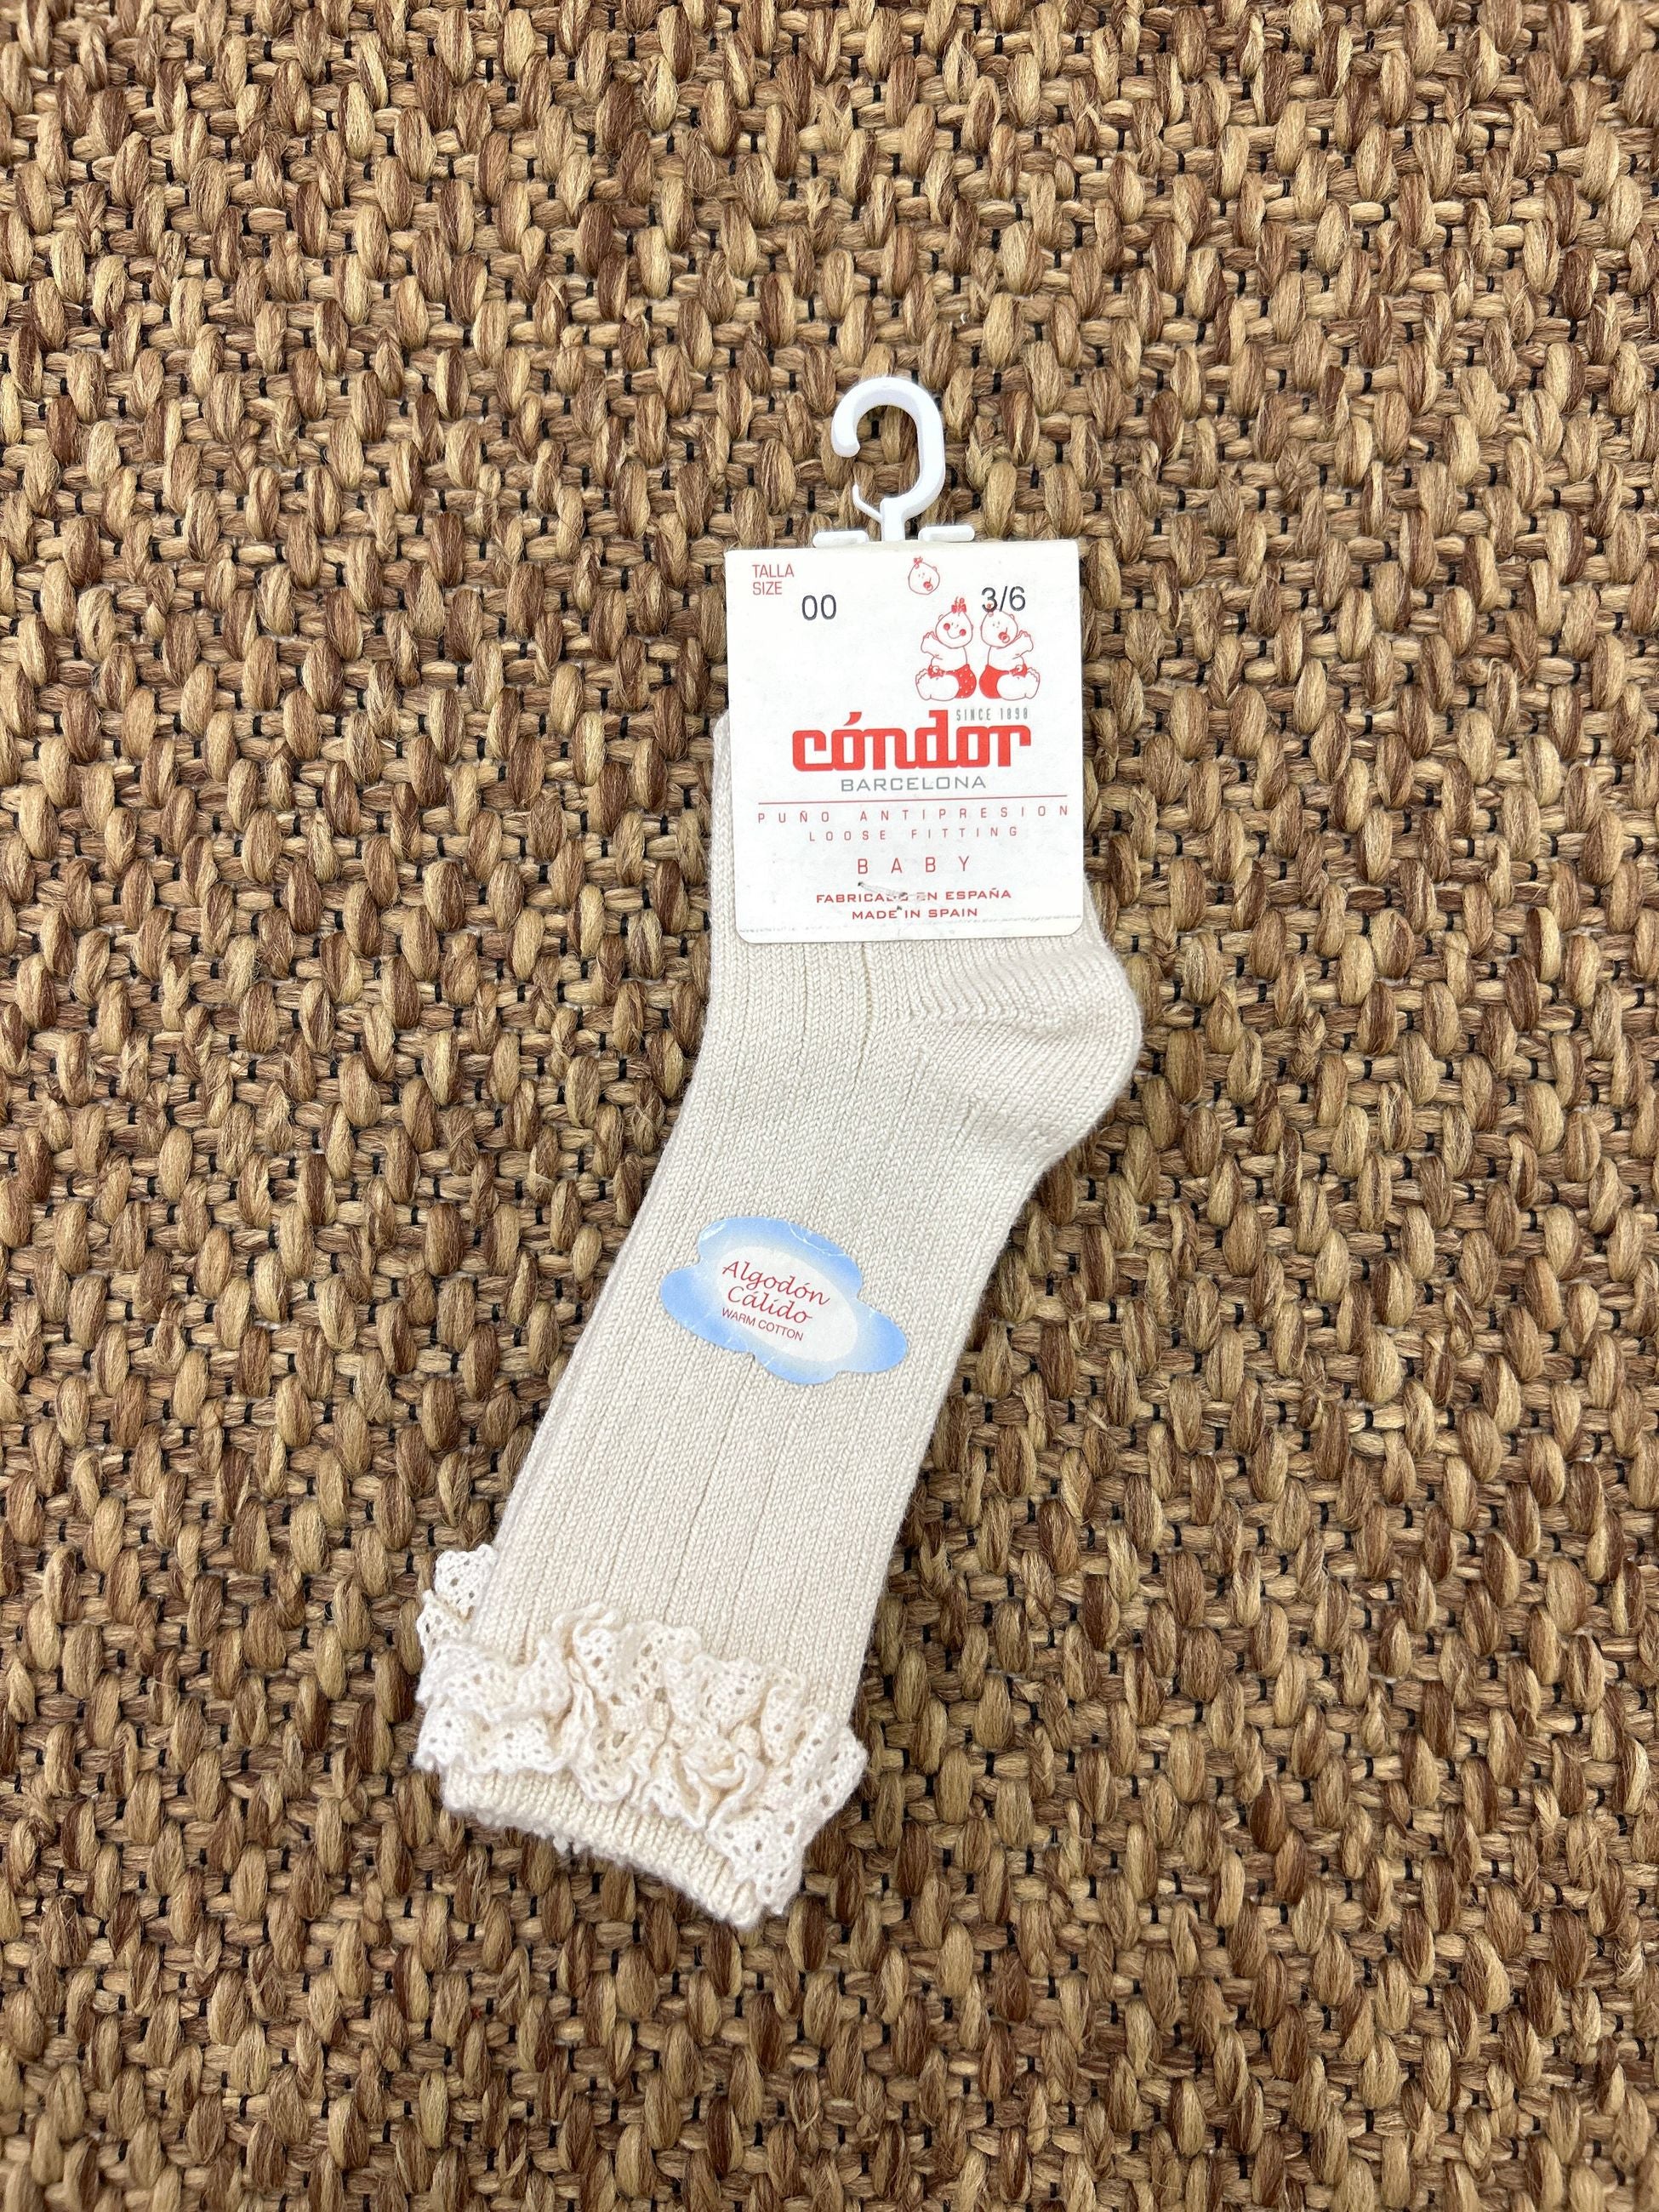 TALLA
SIZE
00
3/6
SINCE 1898
cóndor
BARCELONA
PUÑO ANTIPRESION
LOOSE FITTING
BABY
FABRICADO EN ESPAÑA
MADE IN SPAIN
Algodón
Cálido
WARM COTTON